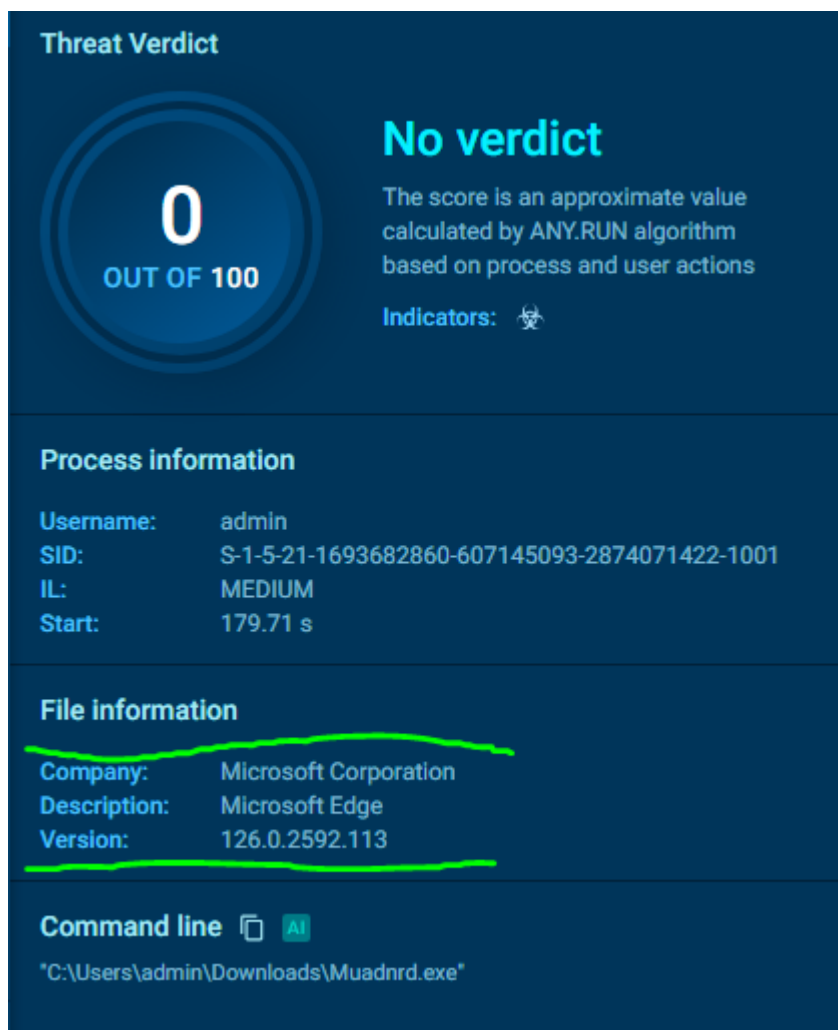 Threat Verdict
0
OUT OF 100
No verdict
The score is an approximate value
calculated by ANY.RUN algorithm
based on process and user actions
Indicators:
Process information
Username: admin
SID: S-1-5-21-1693682860-607145093-2874071422-1001
IL: MEDIUM
Start: 179.71 s
File information
Company: Microsoft Corporation
Description: Microsoft Edge
Version: 126.0.2592.113
Command line AI
"C:\Users\admin\Downloads\Muadnrd.exe"